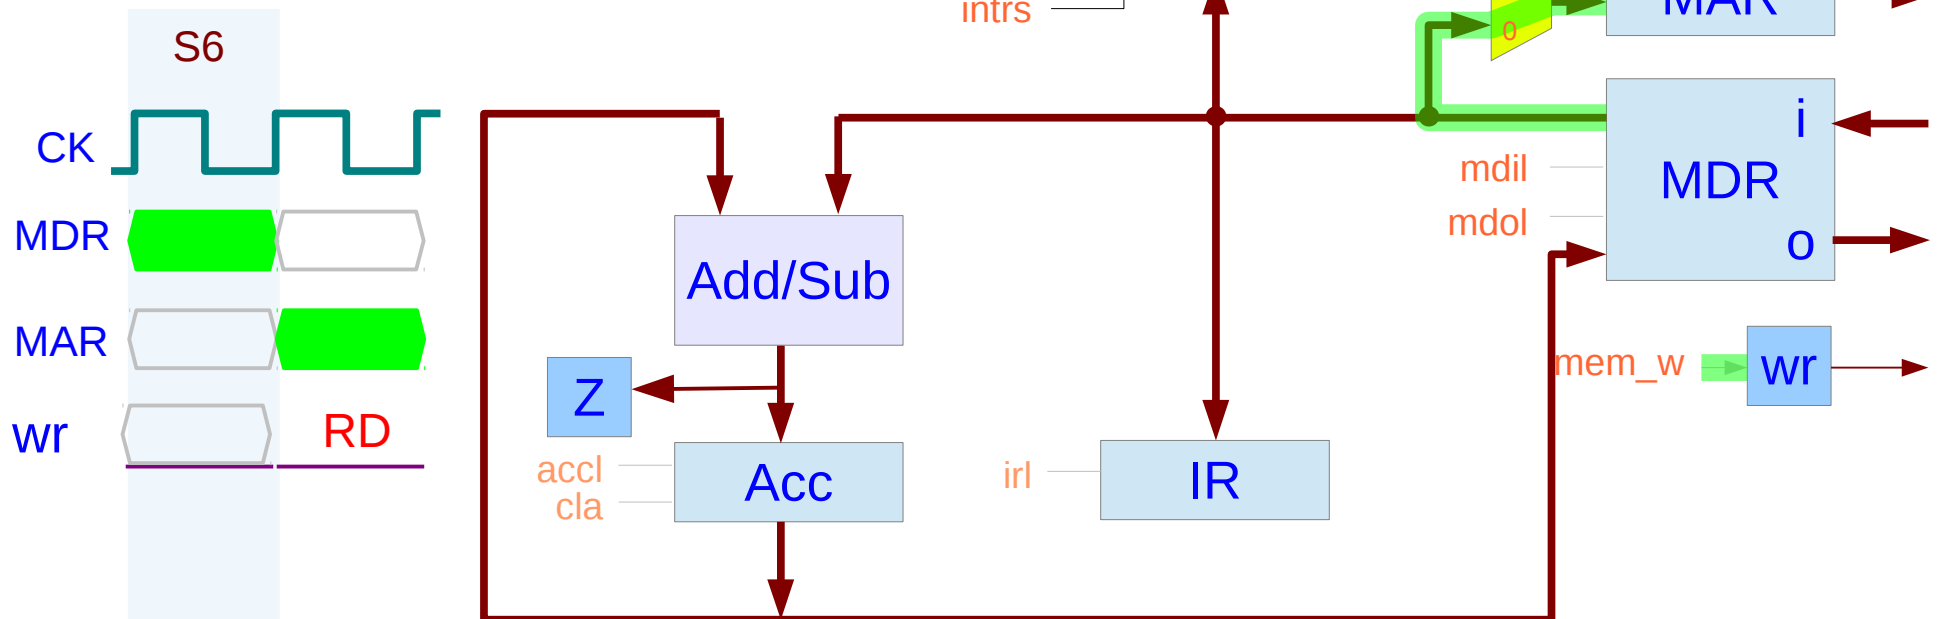 intrs
MAR
S6
0
i
CK
mdil
MDR
mdol
MDR
o
Add/Sub
MAR
mem_w
wr
Z
wr
RD
accl
Acc
irl
IR
cla